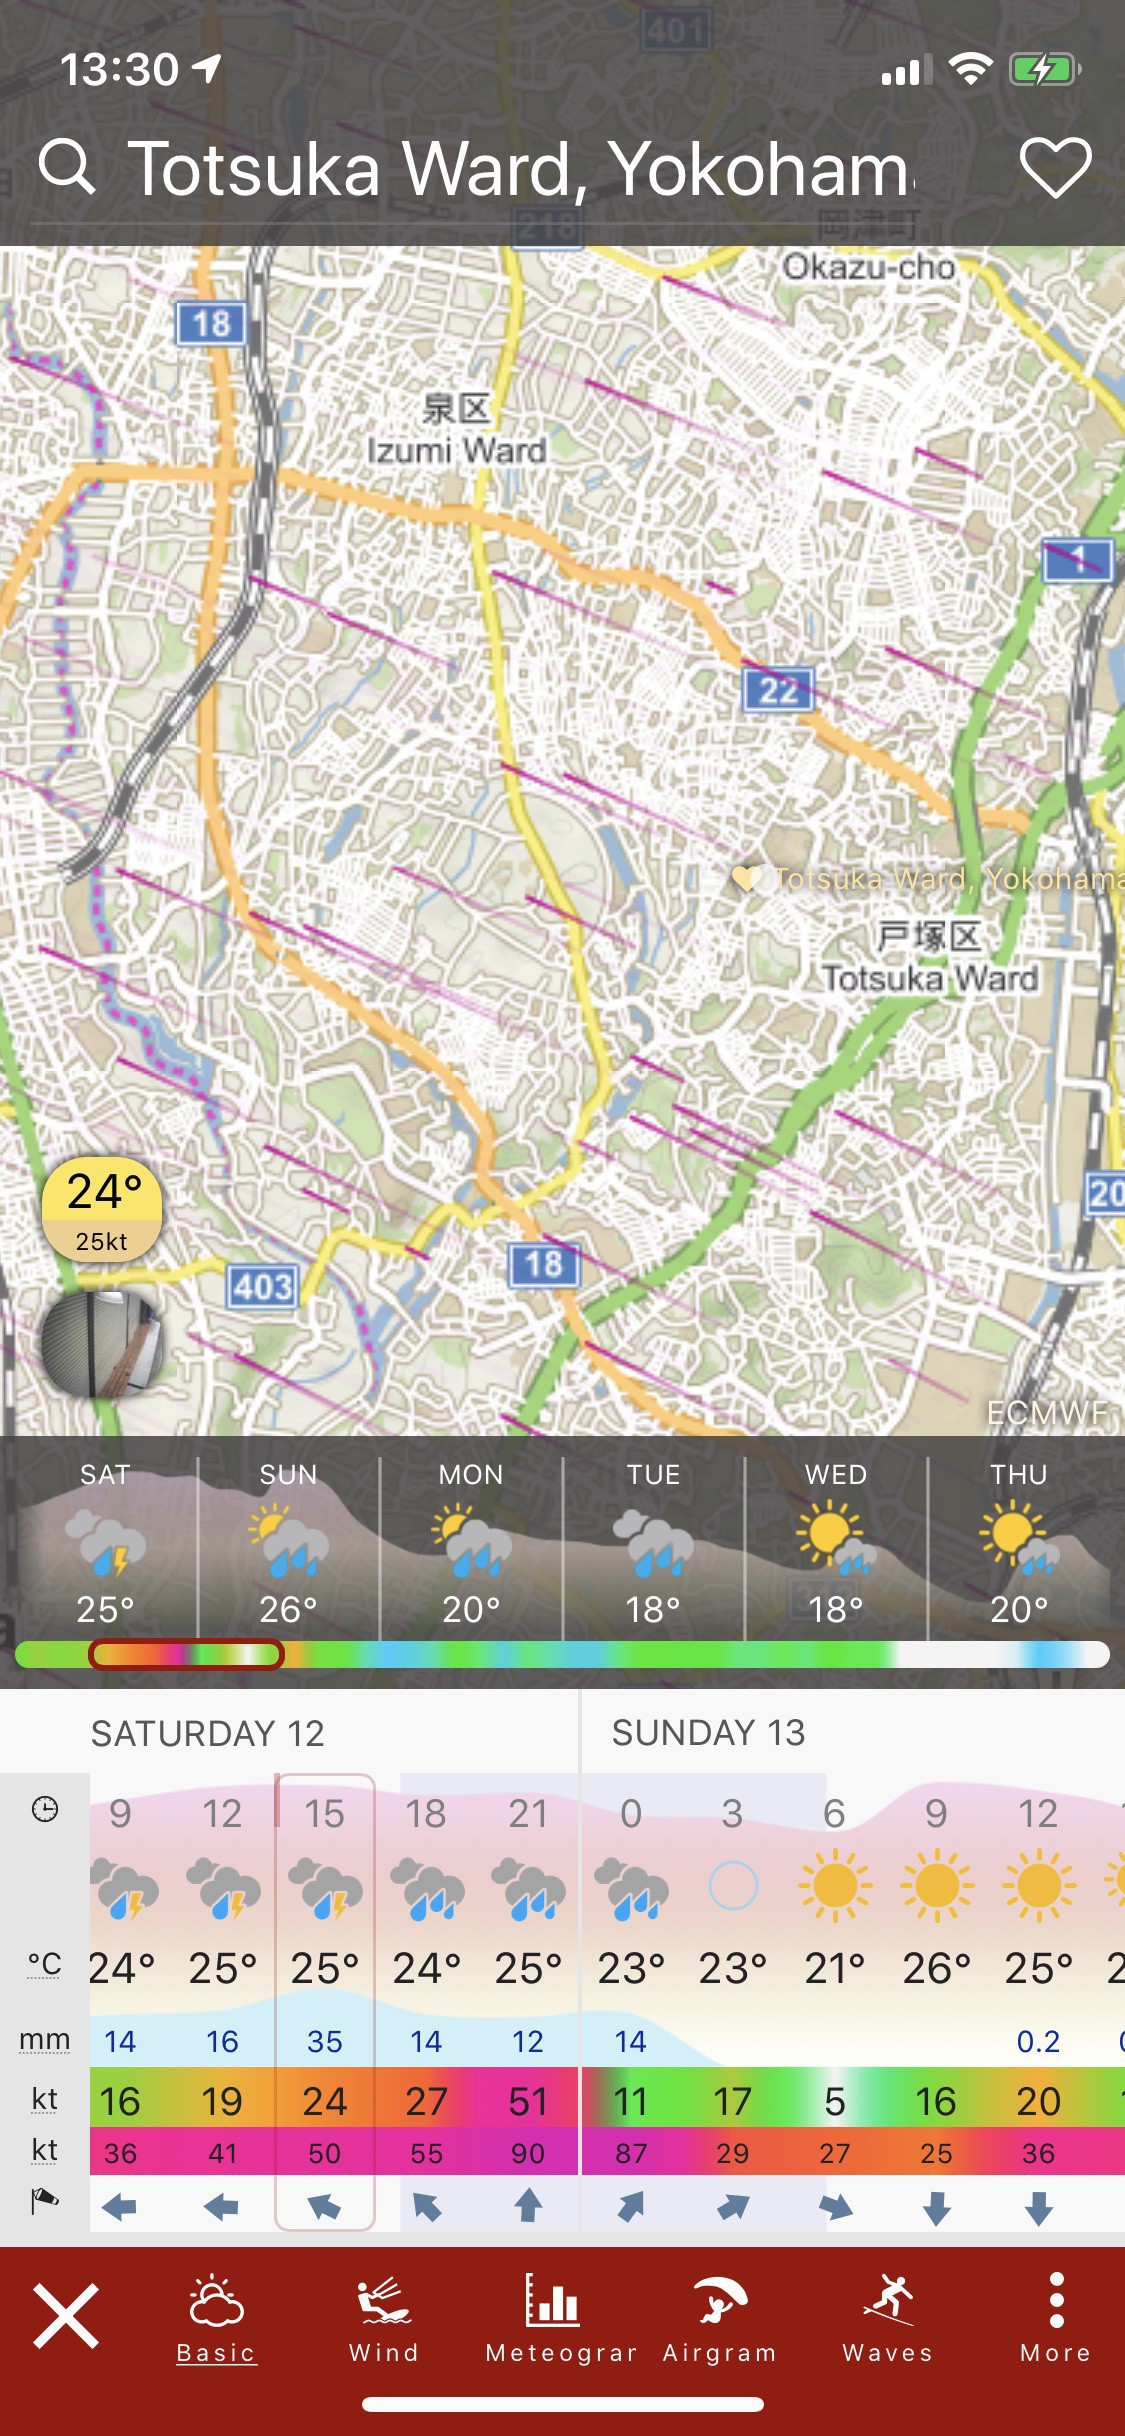 401
13:30
Totsuka Ward, Yokoham
218
岡津町
Okazu-cho
18
泉区
Izumi Ward
1
22
Totsuka Ward, Yokohama
戸塚区
Totsuka Ward
24°
25kt
20
18
403
ECMWF
SAT SUN MON TUE WED THU
25° 26° 20° 18° 18° 20°
SATURDAY 12 SUNDAY 13
9 12 15 18 21 0 3 6 9 12
°C 24° 25° 25° 24° 25° 23° 23° 21° 26° 25° 2
mm 14 16 35 14 12 14 0.2
kt 16 19 24 27 51 11 17 5 16 20
kt 36 41 50 55 90 87 29 27 25 36
Basic Wind Meteograr Airgram Waves More